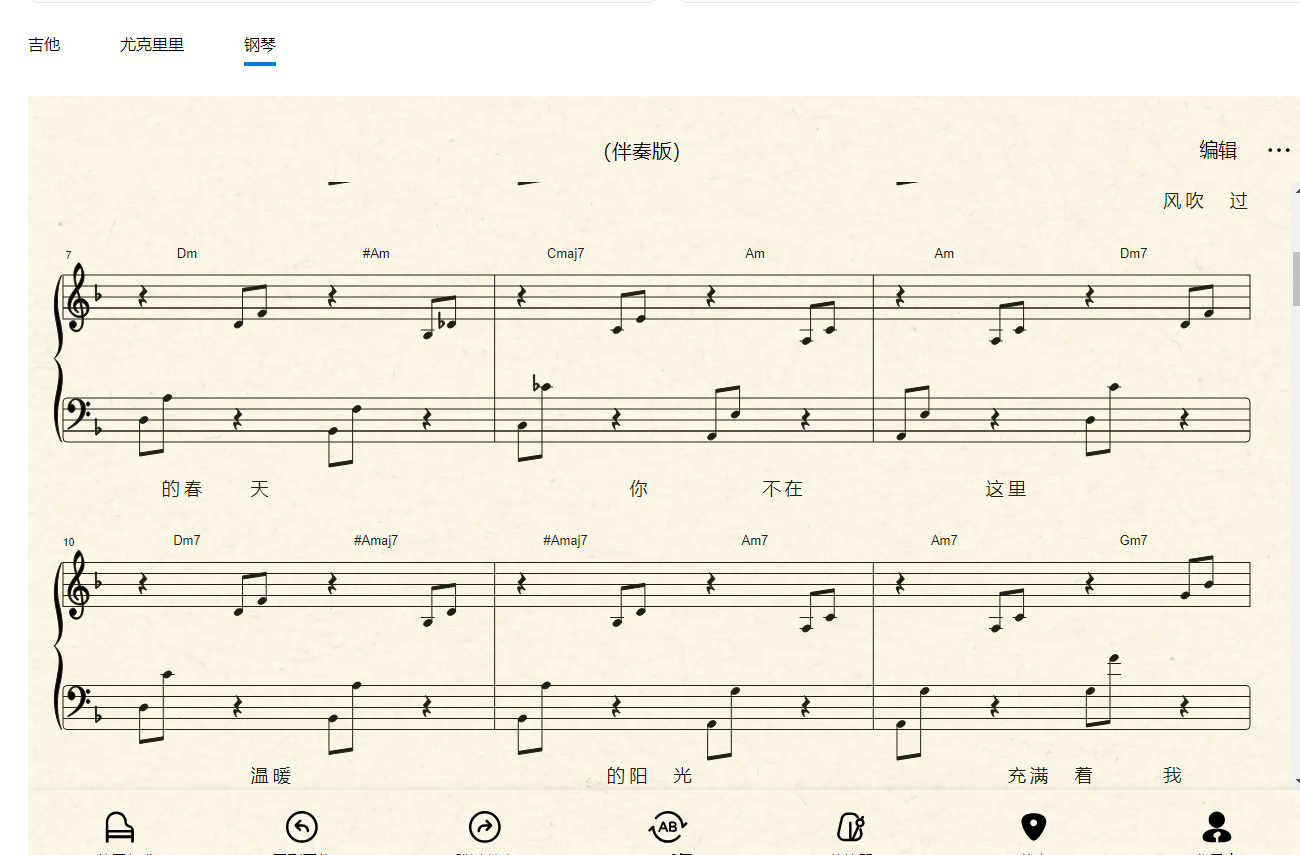 吉他 尤克里里 钢琴
(伴奏版) 编辑 ···
风吹 过
7 Dm #Am Cmaj7 Am Am Dm7
的春 天 你 不在 这里
10 Dm7 #Amaj7 #Amaj7 Am7 Am7 Gm7
温暖 的阳 光 充满 着 我
AB